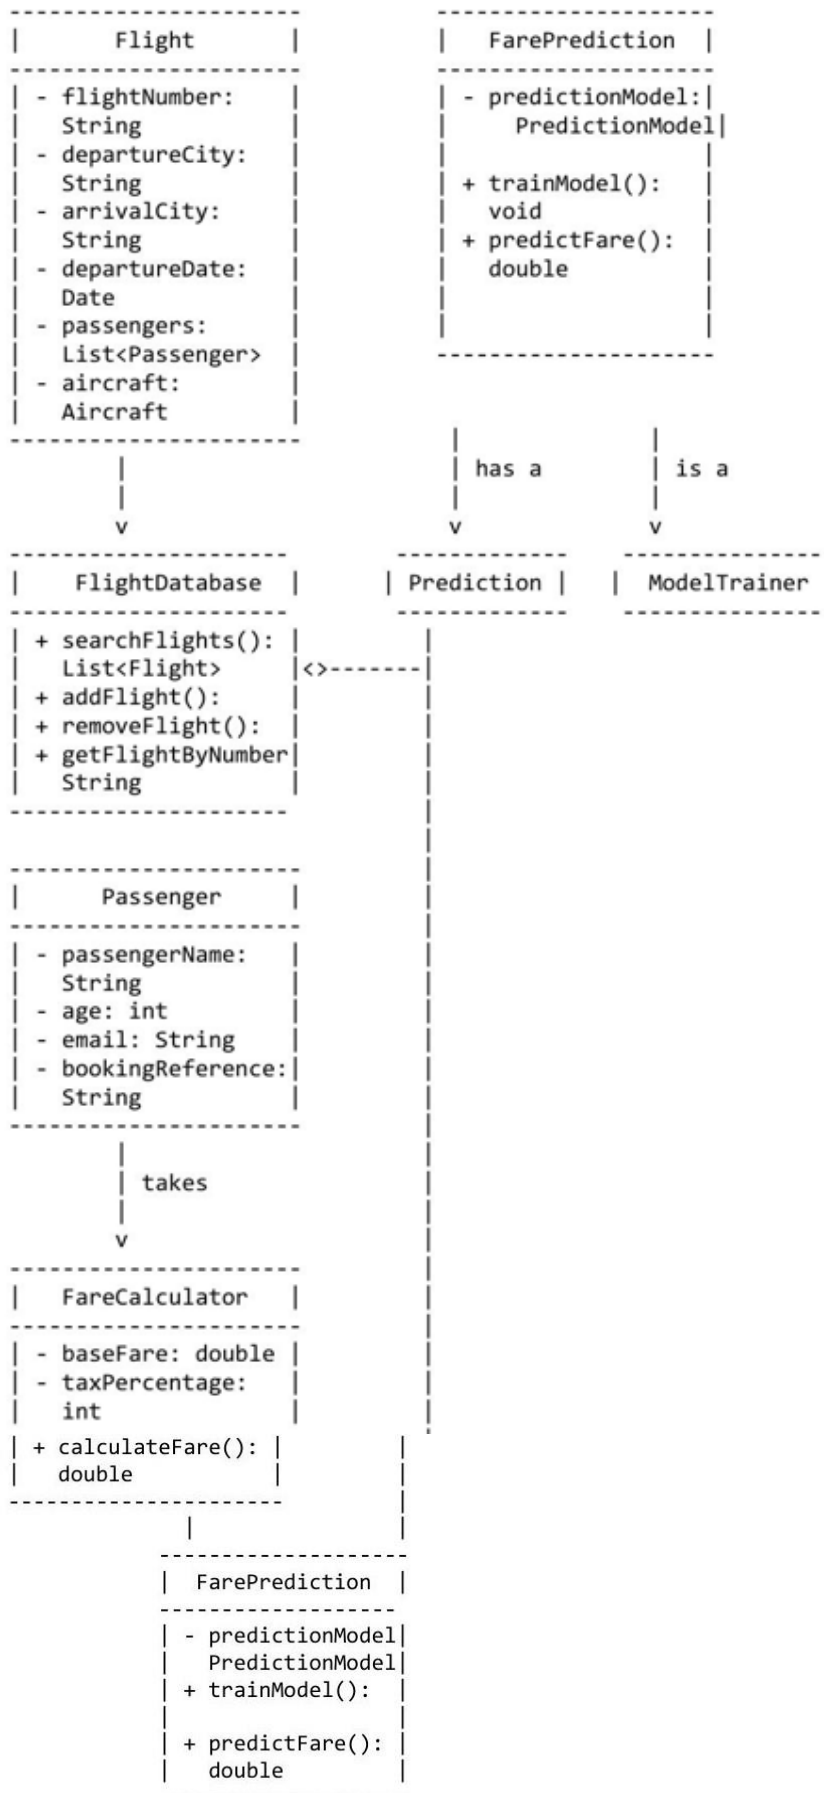 Flight
- flightNumber:
String
- departureCity:
String
- arrivalCity:
String
- departureDate:
Date
- passengers:
List<Passenger>
- aircraft:
Aircraft
FarePrediction
- predictionModel:
PredictionModel
+ trainModel():
void
+ predictFare():
double
has a
is a
FlightDatabase
+ searchFlights():
List<Flight>
+ addFlight():
+ removeFlight():
+ getFlightByNumber
String
Prediction
ModelTrainer
Passenger
- passengerName:
String
- age: int
- email: String
- bookingReference:
String
takes
FareCalculator
- baseFare: double
- taxPercentage:
int
+ calculateFare():
double
FarePrediction
- predictionModel
PredictionModel
+ trainModel():
+ predictFare():
double